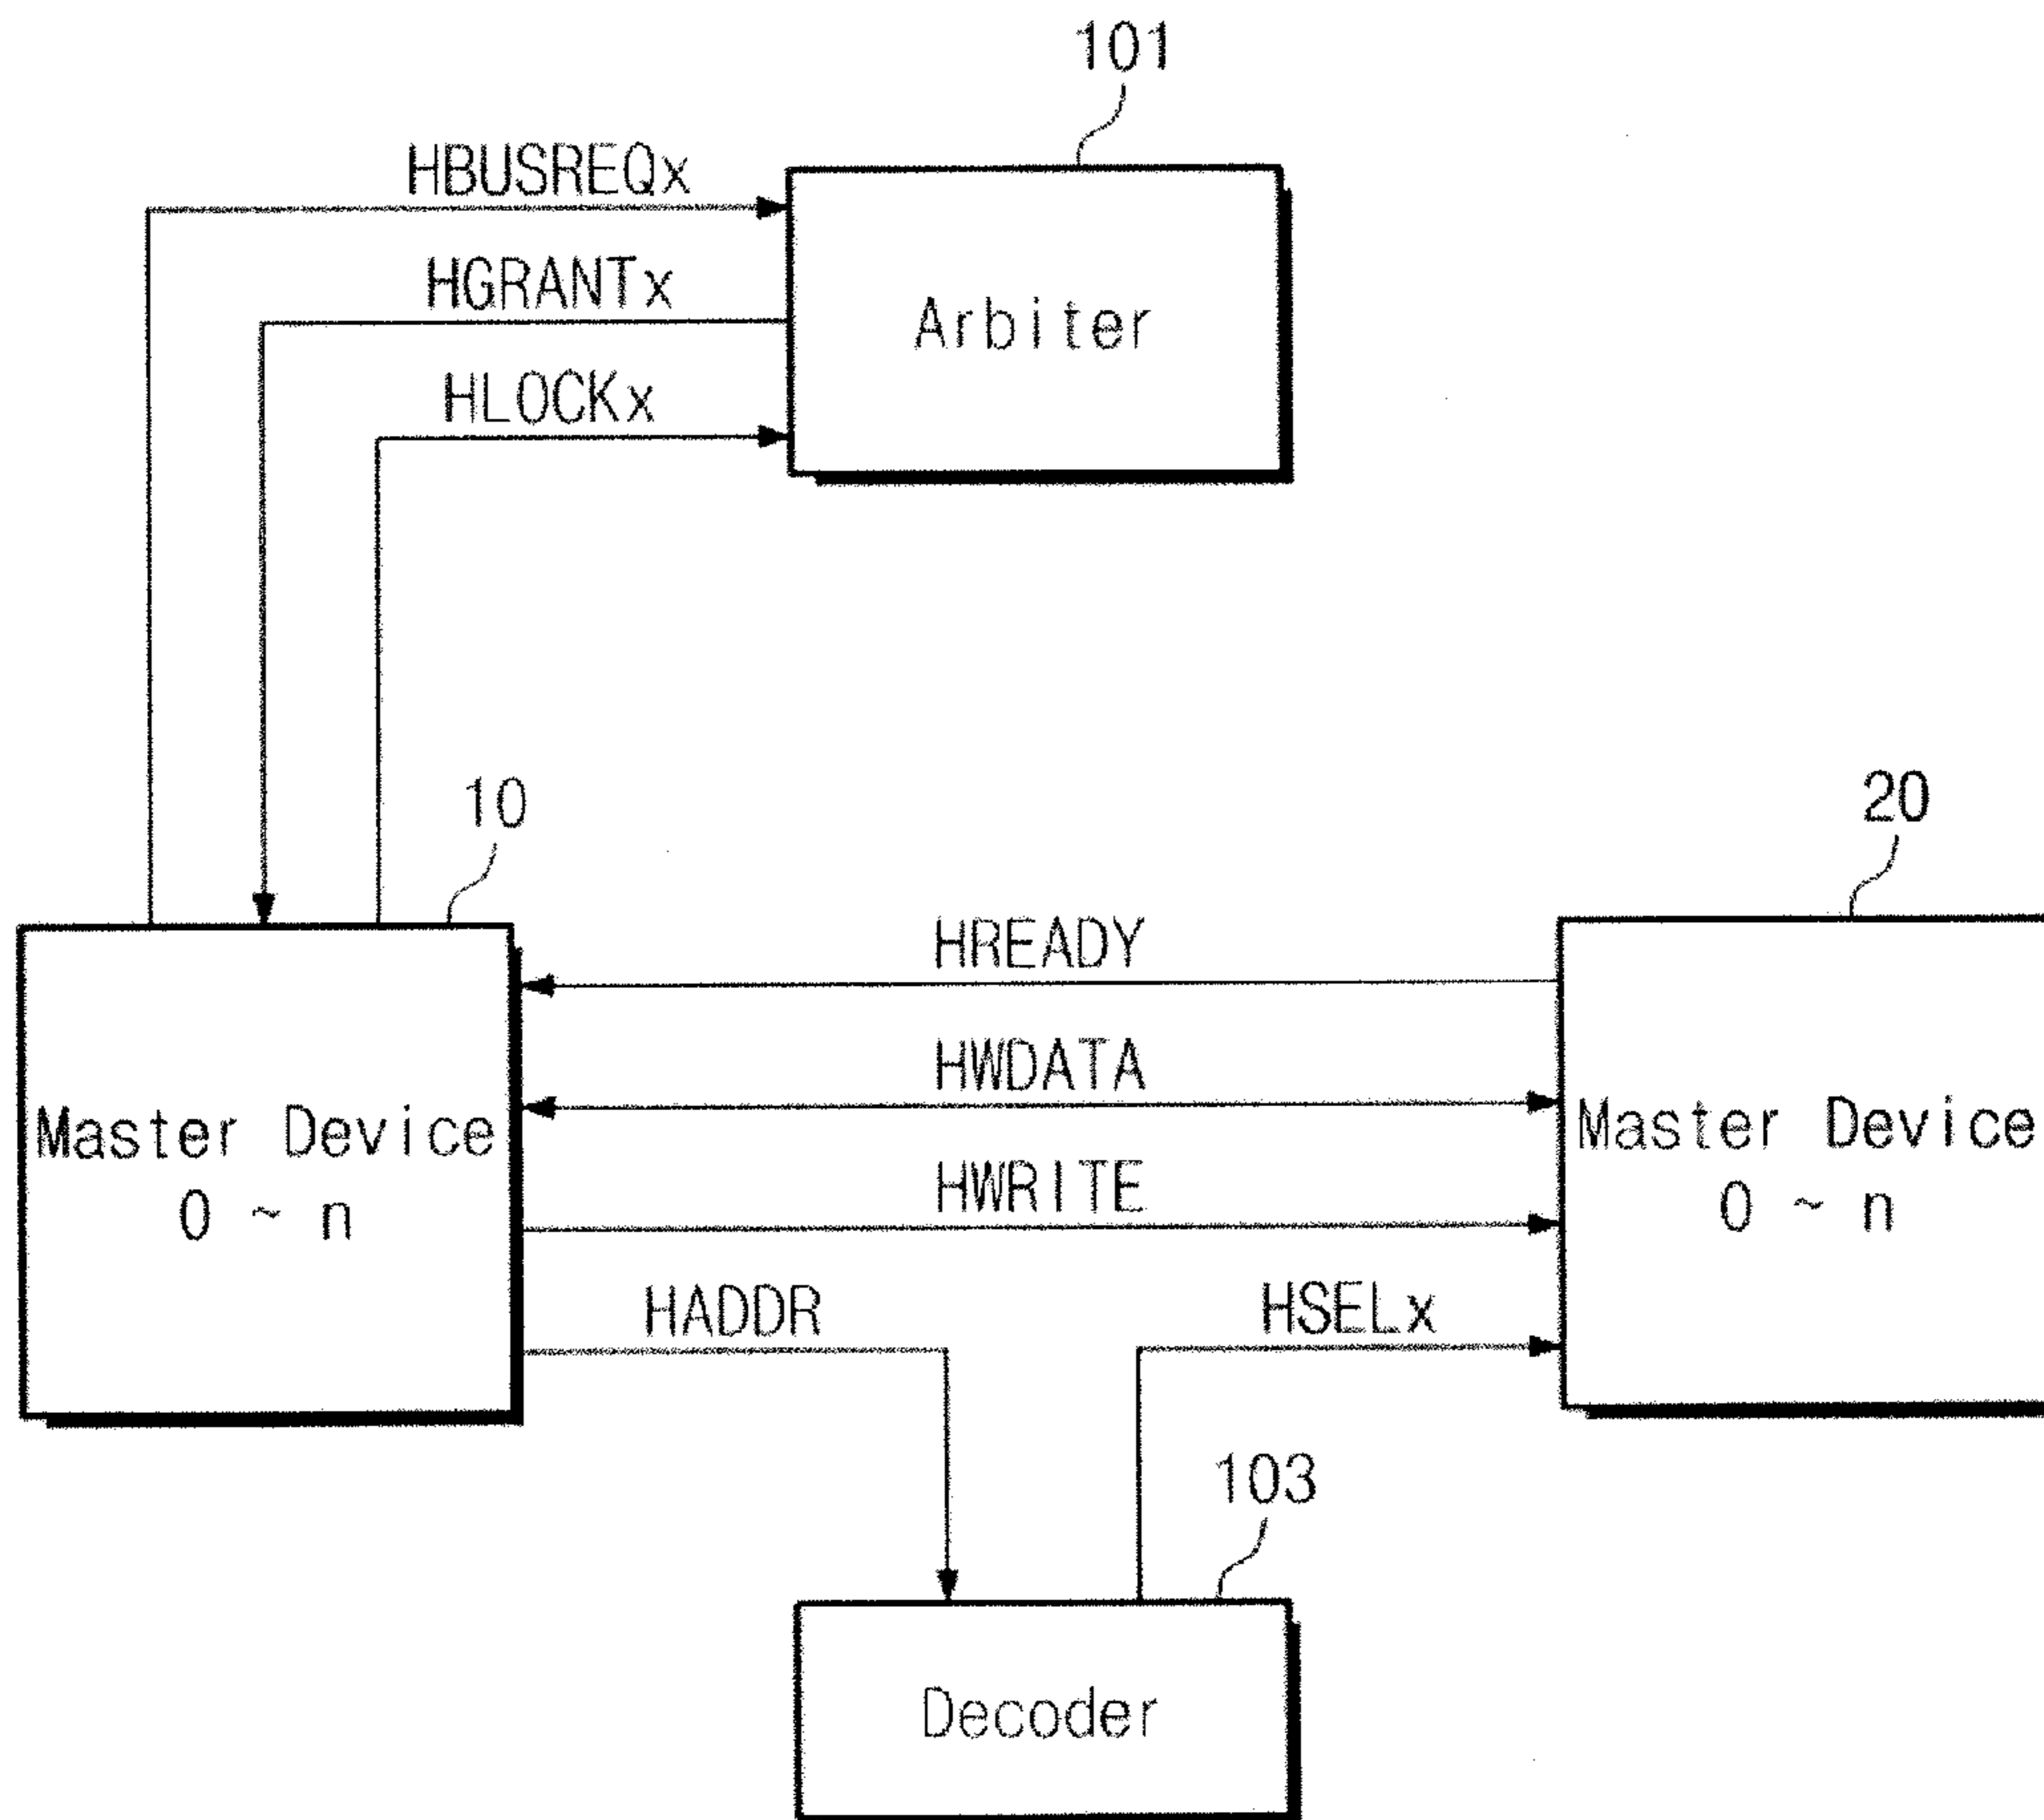 101
HBUSREQx
HGRANTx
Arbiter
HLOCKx
10
20
HREADY
HWDATA
Master Device
0 ~ n
Master Device
0 ~ n
HWRITE
HADDR
HSELx
103
Decoder